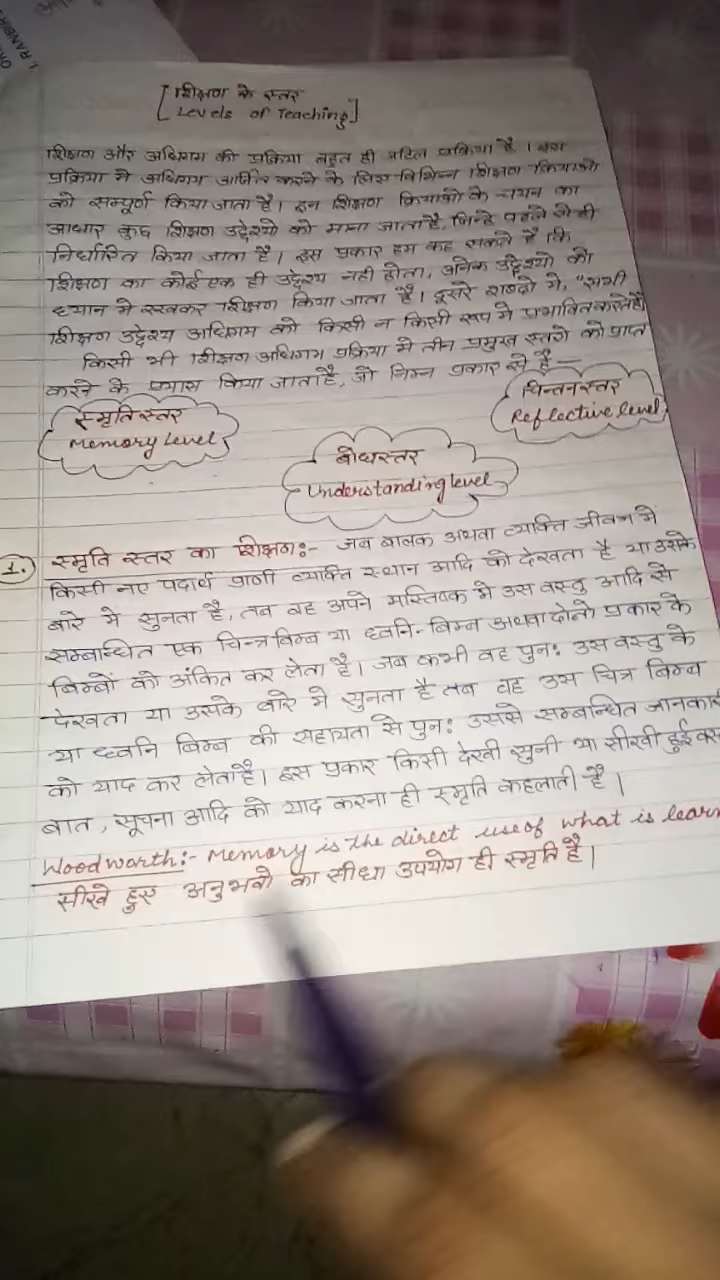 [शिक्षण के स्तर
Levels of Teaching]
शिक्षण और अधिगम की प्रक्रिया बहुत ही जटिल प्रक्रिया है। इस
प्रक्रिया मे अधिगम अर्जित करने के लिए विभिन्न शिक्षण क्रियाओ
को सम्पूर्ण किया जाता है। इन शिक्षण क्रियाओ के चयन का
आधार कुछ शिक्षण उद्देश्यो को माना जाता है, जिन्हे पहले से ही
निर्धारित किया जाता है। इस प्रकार हम कह सकते है कि
शिक्षण का कोई एक ही उद्देश्य नही होता, अनेक उद्देश्यो को
ध्यान मे रखकर शिक्षण किया जाता है। दूसरे शब्दो मे, "सभी
शिक्षण उद्देश्य अधिगम को किसी न किसी रूप मे प्रभावित करते है
किसी भी शिक्षण अधिगम प्रक्रिया मे तीन प्रमुख स्तरो को प्राप्त
करने के प्रयास किया जाता है, जो निम्न प्रकार से है —
स्मृति स्तर
Memory Level
बोधस्तर
Understanding level
चिन्तनस्तर
Reflective level
1. स्मृति स्तर का शिक्षण:- जब बालक अथवा व्यक्ति जीवन मे
किसी नए पदार्थ प्राणी व्यक्ति स्थान आदि को देखता है या उसके
बारे मे सुनता है, तब वह अपने मस्तिष्क मे उस वस्तु आदि से
सम्बान्धित एक चित्र बिम्ब या ध्वनि-बिम्ब अथवा दोनो प्रकार के
बिम्बों को अंकित कर लेता है। जब कभी वह पुन: उस वस्तु के
देखता या उसके बारे मे सुनता है तब वह उस चित्र बिम्ब
या ध्वनि बिम्ब की सहायता से पुन: उससे सम्बान्धित जानकारी
को याद कर लेता है। इस प्रकार किसी देखी सुनी या सीखी हुई
बात, सूचना आदि को याद करना ही स्मृति कहलाती है।
Woodworth:- Memory is the direct use of what is learn
सीखे हुए अनुभवो का सीधा उपयोग ही स्मृति है।